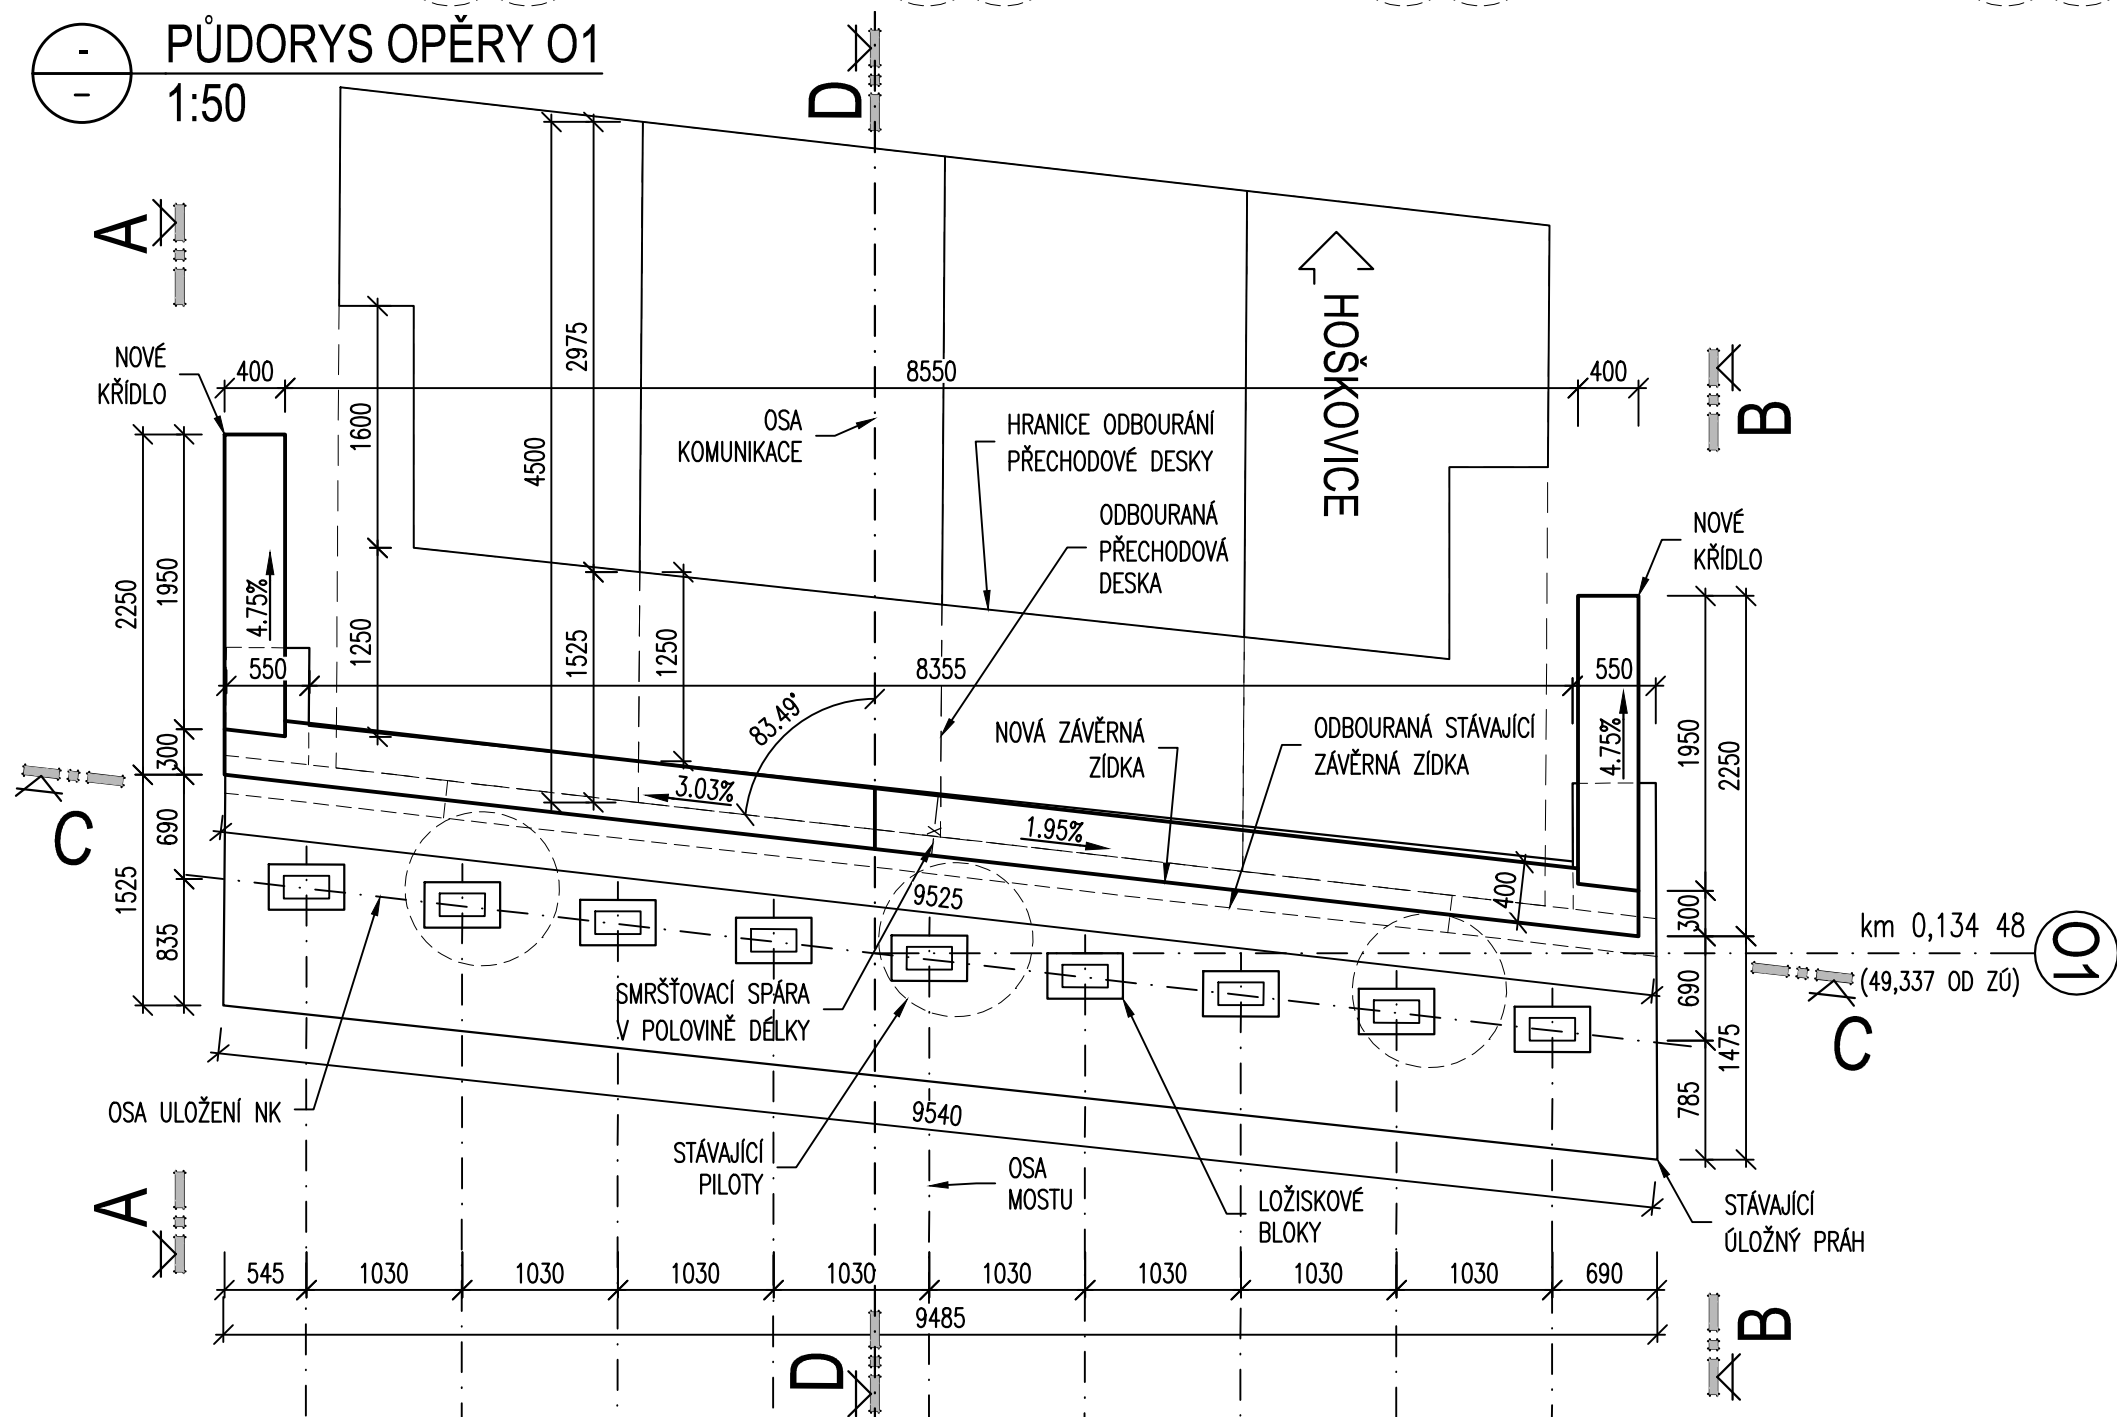 -
-
PŮDORYS OPĚRY O1
1:50
D
A
A
B
B
C
C
D
HOŠKOVICE
NOVÉ
KŘÍDLO
400
8550
400
2975
4500
1600
1250
1525
1250
OSA
KOMUNIKACE
HRANICE ODBOURÁNÍ
PŘECHODOVÉ DESKY
ODBOURANÁ
PŘECHODOVÁ
DESKA
NOVÉ
KŘÍDLO
2250
1950
4.75%
550
8355
550
83.49°
300
690
1525
835
3.03%
1.95%
NOVÁ ZÁVĚRNÁ
ZÍDKA
ODBOURANÁ STÁVAJÍCÍ
ZÁVĚRNÁ ZÍDKA
4.75%
1950
2250
400
300
690
1475
785
9525
km 0,134 48
(49,337 OD ZÚ)
O1
SMRŠŤOVACÍ SPÁRA
V POLOVINĚ DÉLKY
OSA ULOŽENÍ NK
9540
STÁVAJÍCÍ
PILOTY
OSA
MOSTU
LOŽISKOVÉ
BLOKY
STÁVAJÍCÍ
ÚLOŽNÝ PRÁH
545
1030
1030
1030
1030
1030
1030
1030
1030
690
9485